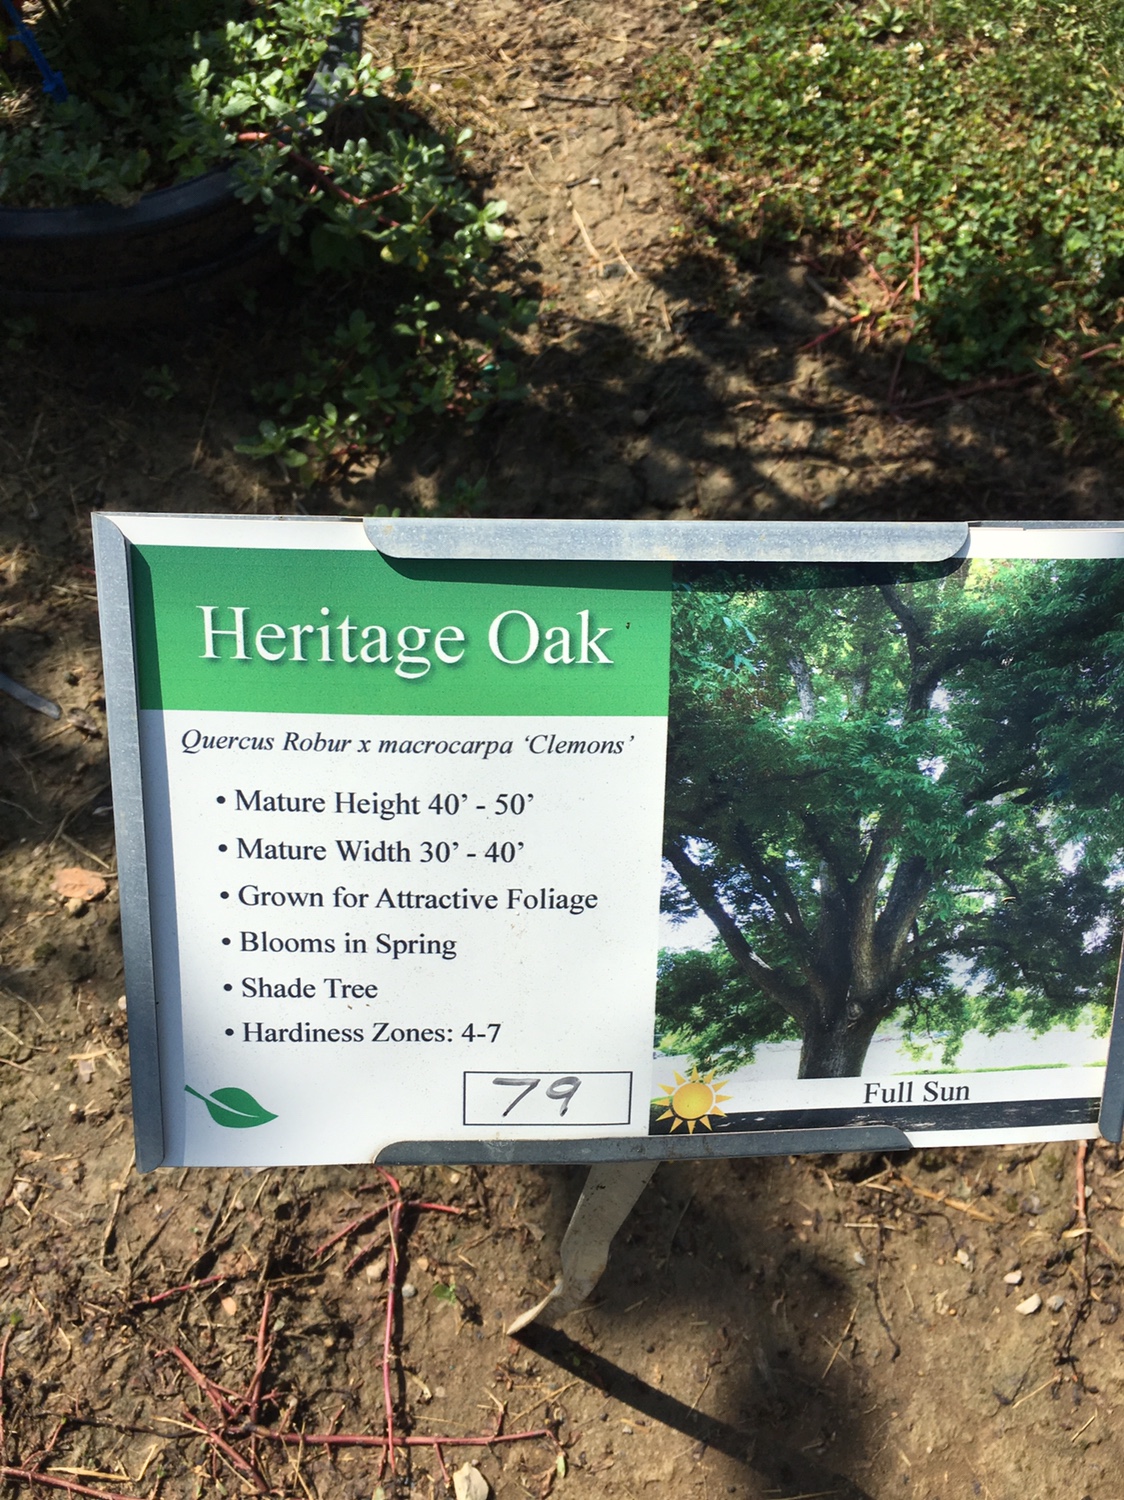 Heritage Oak
Quercus Robur x macrocarpa ‘Clemons’
• Mature Height 40’ - 50’
• Mature Width 30’ - 40’
• Grown for Attractive Foliage
• Blooms in Spring
• Shade Tree
• Hardiness Zones: 4-7
79
Full Sun